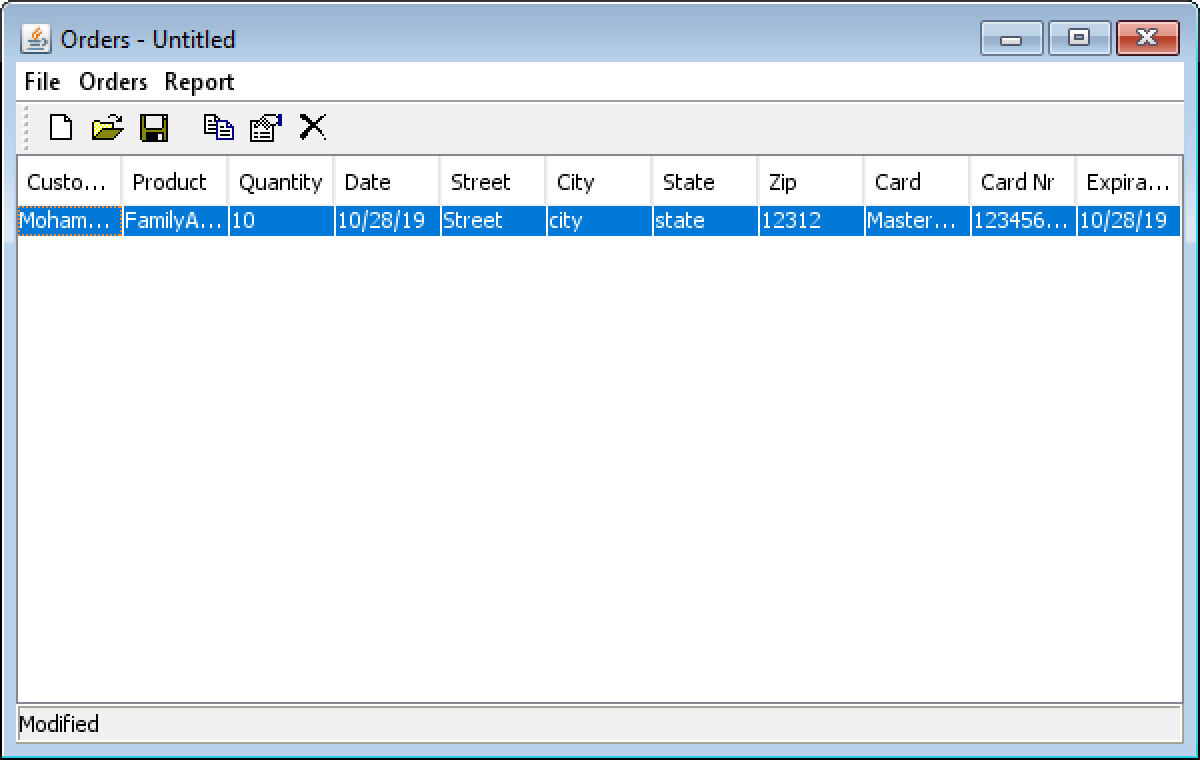 Orders - Untitled
File Orders Report
Custo... Product Quantity Date Street City State Zip Card Card Nr Expira...
Moham... FamilyA... 10 10/28/19 Street city state 12312 Master... 123456... 10/28/19
Modified